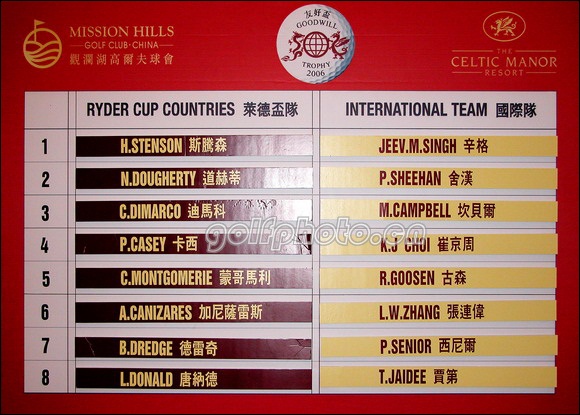 MISSION HILLS
GOLF CLUB · CHINA
觀瀾湖高爾夫球會
友好盃
GOODWILL
TROPHY
2006
THE
CELTIC MANOR
RESORT
RYDER CUP COUNTRIES 萊德盃隊 INTERNATIONAL TEAM 國際隊
1 H.STENSON 斯騰森 JEEV.M.SINGH 辛格
2 N.DOUGHERTY 道赫蒂 P.SHEEHAN 舍漢
3 C.DIMARCO 迪馬科 M.CAMPBELL 坎貝爾
4 P.CASEY 卡西 K.J CHOI 崔京周
5 C.MONTGOMERIE 蒙哥馬利 R.GOOSEN 古森
6 A.CANIZARES 加尼薩雷斯 L.W.ZHANG 張連偉
7 B.DREDGE 德雷奇 P.SENIOR 西尼爾
8 L.DONALD 唐納德 T.JAIDEE 賈第
golfphoto.cn